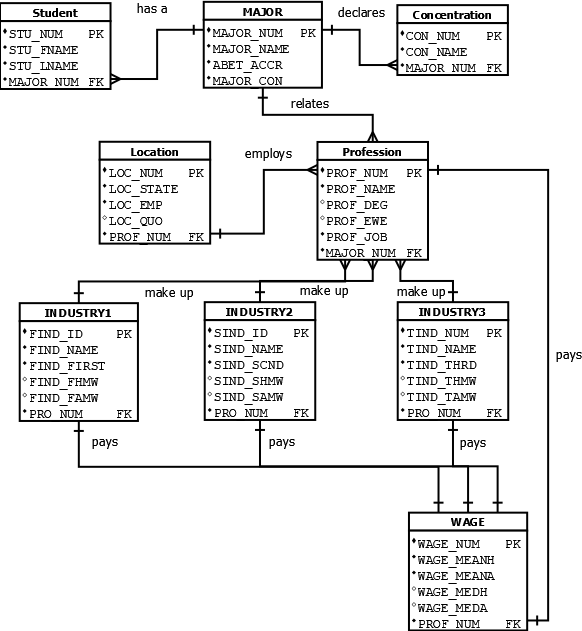 has a
declares
Student
STU_NUM PK
STU_FNAME
STU_LNAME
MAJOR_NUM FK
MAJOR
MAJOR_NUM PK
MAJOR_NAME
ABET_ACCR
MAJOR_CON
Concentration
CON_NUM PK
CON_NAME
MAJOR_NUM FK
relates
employs
Location
LOC_NUM PK
LOC_STATE
LOC_EMP
LOC_QUO
PROF_NUM FK
Profession
PROF_NUM PK
PROF_NAME
PROF_DEG
PROF_EWE
PROF_JOB
MAJOR_NUM FK
make up
make up
make up
INDUSTRY1
FIND_ID PK
FIND_NAME
FIND_FIRST
FIND_FHMW
FIND_FAMW
PRO_NUM FK
INDUSTRY2
SIND_ID PK
SIND_NAME
SIND_SCND
SIND_SHMW
SIND_SAMW
PRO_NUM FK
INDUSTRY3
TIND_NUM PK
TIND_NAME
TIND_THRD
TIND_THMW
TIND_TAMW
PRO_NUM FK
pays
pays
pays
pays
WAGE
WAGE_NUM PK
WAGE_MEANH
WAGE_MEANA
WAGE_MEDH
WAGE_MEDA
PROF_NUM FK